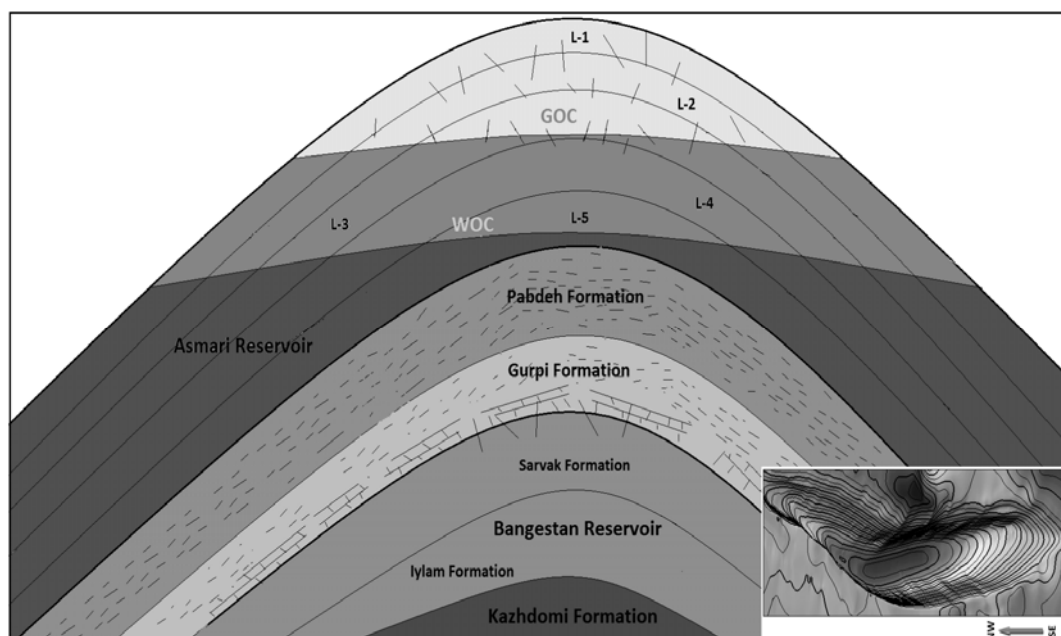 L-1
L-2
GOC
L-3
L-4
L-5
WOC
Pabdeh Formation
Asmari Reservoir
Gurpi Formation
Sarvak Formation
Bangestan Reservoir
Iylam Formation
Kazhdomi Formation
SE